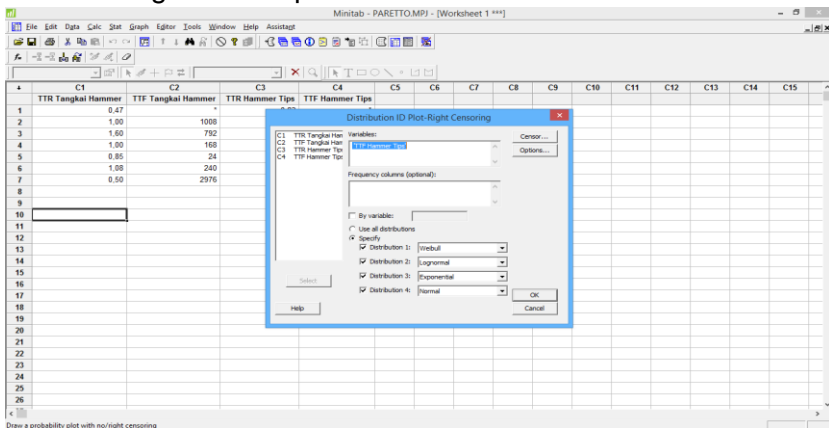 Minitab - PARETTO.MPJ - [Worksheet 1 ***]
File Edit Data Calc Stat Graph Editor Tools Window Help Assistant
C1 C2 C3 C4 C5 C6 C7 C8 C9 C10 C11 C12 C13 C14 C15
TTR Tangkai Hammer TTF Tangkai Hammer TTR Hammer Tips TTF Hammer Tips
1 0,47 *
2 1,00 1008
3 1,60 792
4 1,00 168
5 0,85 24
6 1,08 240
7 0,50 2976
8
9
10
11
12
13
14
15
16
17
18
19
20
21
22
23
24
25
26
Distribution ID Plot-Right Censoring
C1 TTR Tangkai Ham
C2 TTF Tangkai Ham
C3 TTR Hammer Tips
C4 TTF Hammer Tips
Variables:
'TTF Hammer Tips'
Censor...
Options...
Frequency columns (optional):
By variable:
Use all distributions
Specify
Distribution 1: Weibull
Distribution 2: Lognormal
Distribution 3: Exponential
Distribution 4: Normal
Select
Help
OK
Cancel
Draw a probability plot with no/right censoring